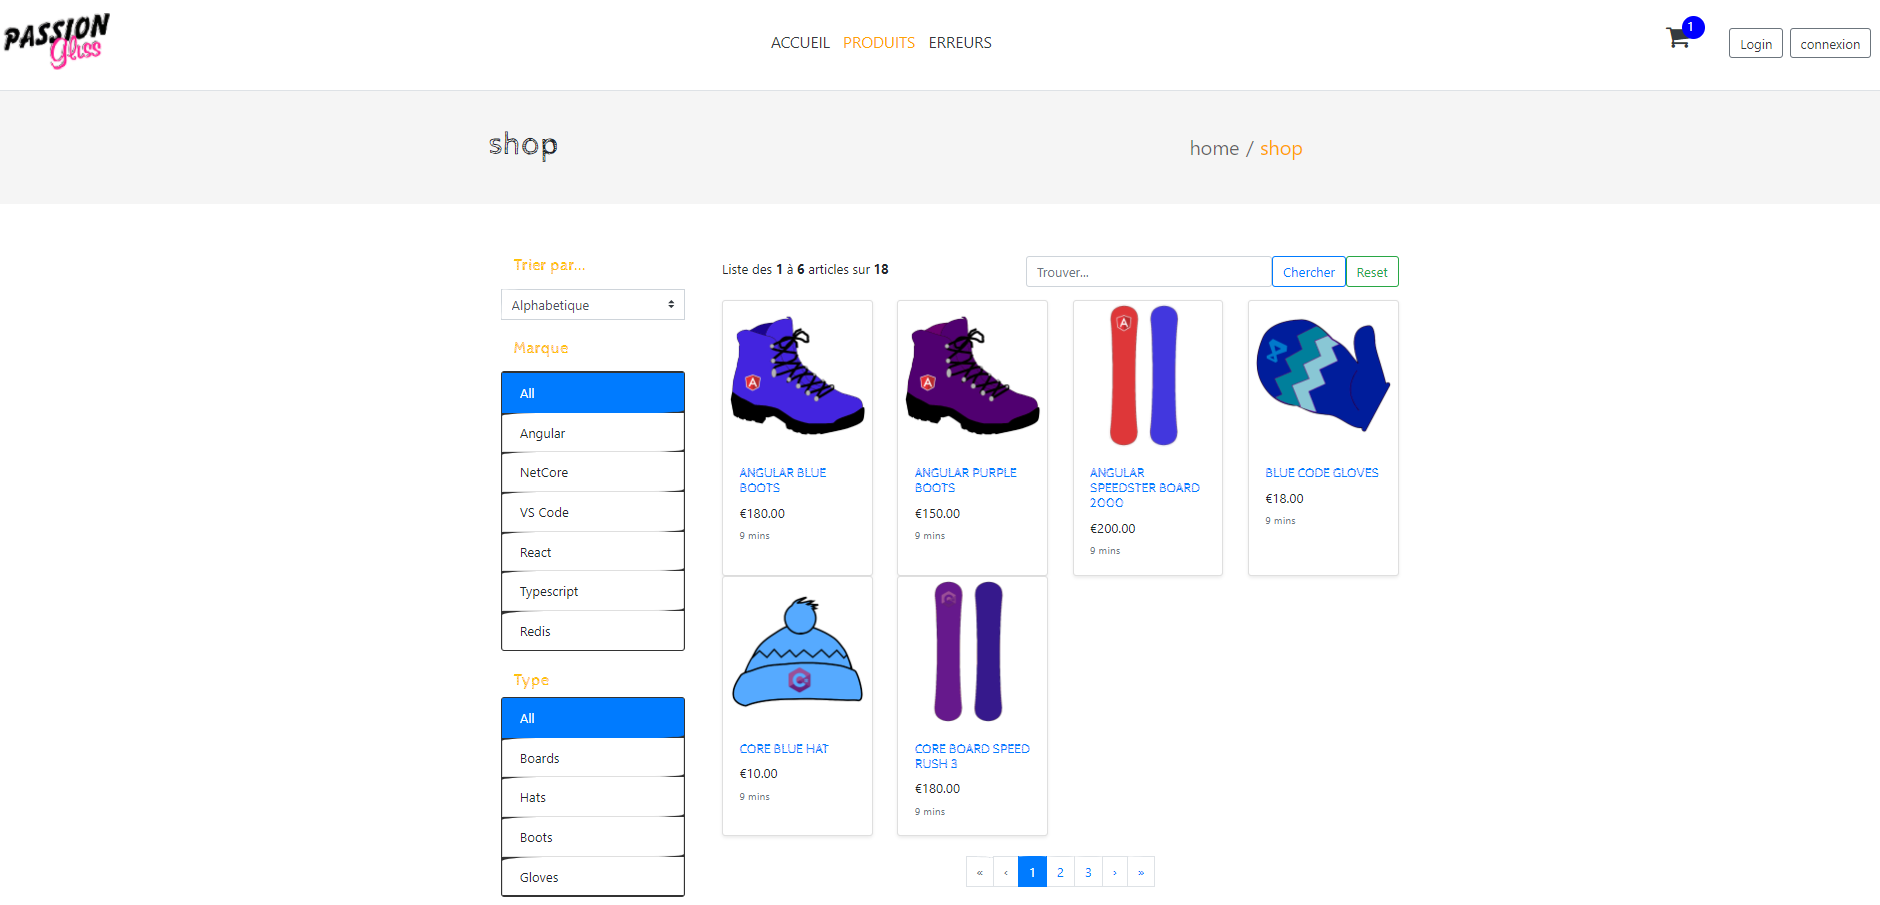 PASSION
Gliss
ACCUEIL PRODUITS ERREURS
1
Login connexion
shop
home / shop
Trier par...
Alphabetique
Marque
All
Angular
NetCore
VS Code
React
Typescript
Redis
Type
All
Boards
Hats
Boots
Gloves
Liste des 1 à 6 articles sur 18
Trouver... Chercher Reset
ANGULAR BLUE
BOOTS
€180.00
9 mins
ANGULAR PURPLE
BOOTS
€150.00
9 mins
ANGULAR
SPEEDSTER BOARD
2000
€200.00
9 mins
BLUE CODE GLOVES
€18.00
9 mins
CORE BLUE HAT
€10.00
9 mins
CORE BOARD SPEED
RUSH 3
€180.00
9 mins
« ‹ 1 2 3 › »